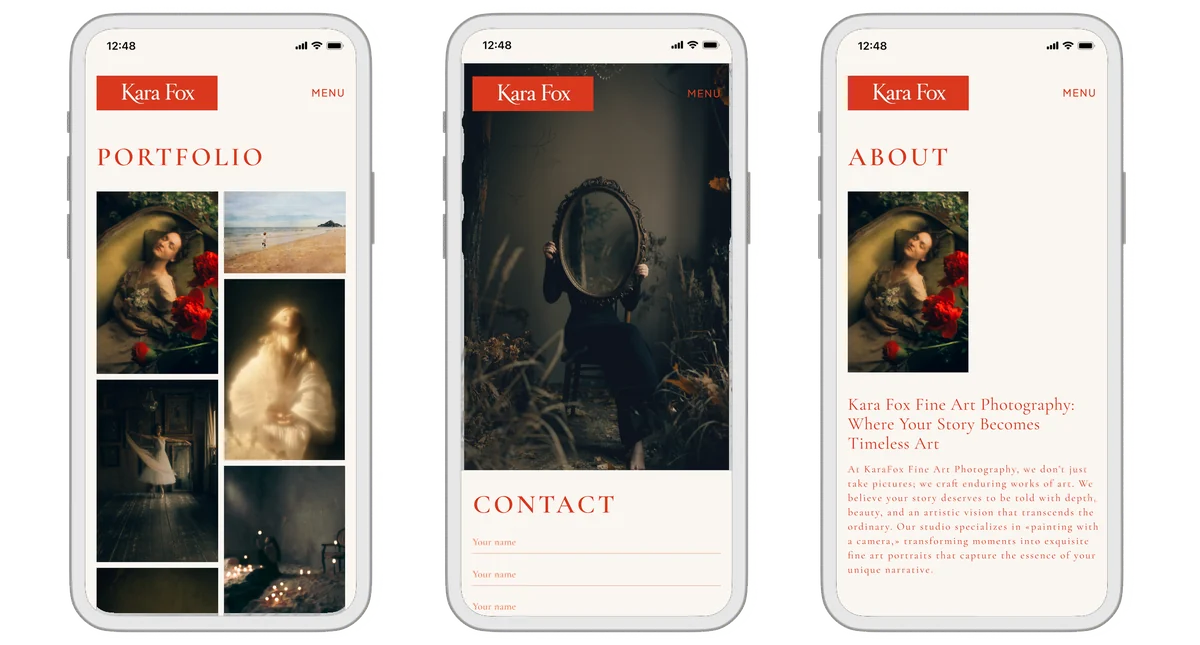 12:48
Kara Fox
MENU
PORTFOLIO
12:48
Kara Fox
MENU
CONTACT
Your name
Your name
Your name
12:48
Kara Fox
MENU
ABOUT
Kara Fox Fine Art Photography:
Where Your Story Becomes
Timeless Art
At KaraFox Fine Art Photography, we don't just
take pictures; we craft enduring works of art. We
believe your story deserves to be told with depth,
beauty, and an artistic vision that transcends the
ordinary. Our studio specializes in «painting with
a camera,» transforming moments into exquisite
fine art portraits that capture the essence of your
unique narrative.